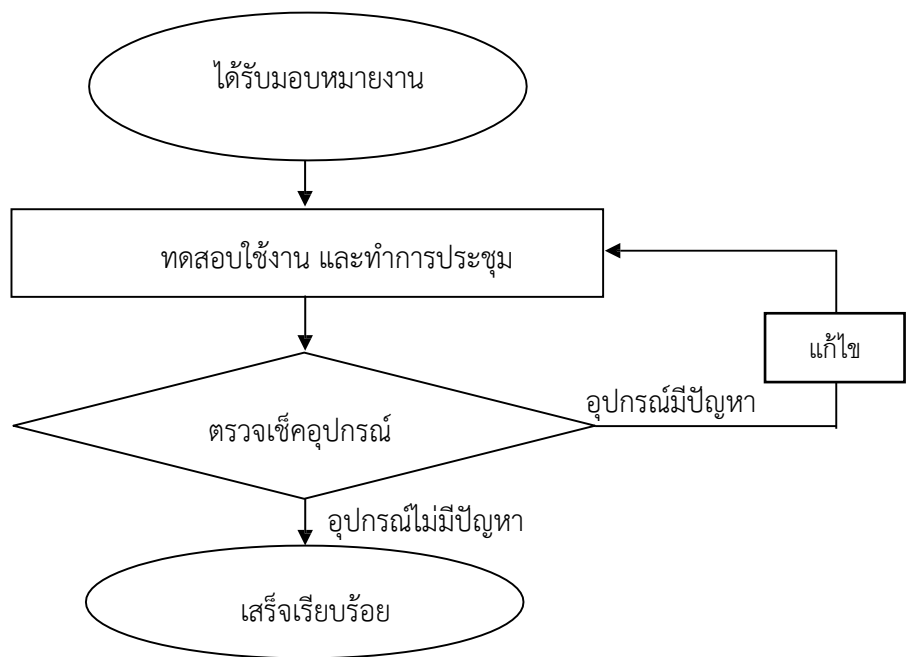 ได้รับมอบหมายงาน
ทดสอบใช้งาน และทำการประชุม
แก้ไข
อุปกรณ์มีปัญหา
ตรวจเช็คอุปกรณ์
อุปกรณ์ไม่มีปัญหา
เสร็จเรียบร้อย